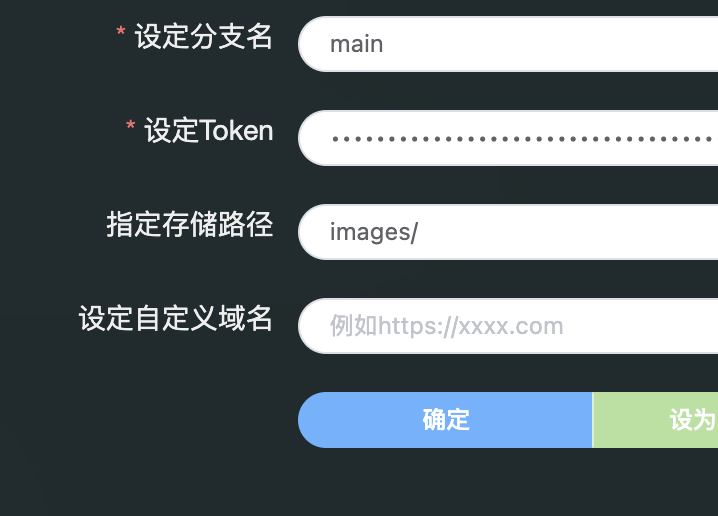 * 设定分支名 main
* 设定Token ••••••••••••••••••••••••••••••••••
指定存储路径 images/
设定自定义域名 例如https://xxxx.com
确定 设为